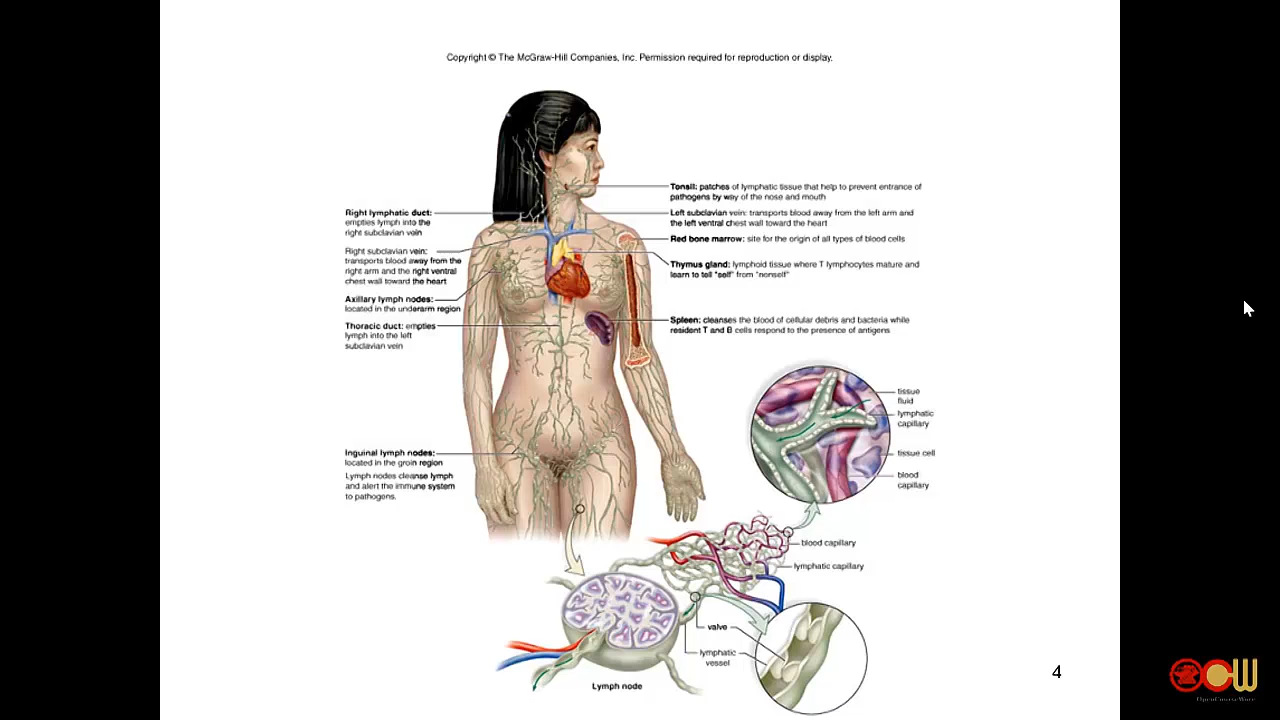 Copyright © The McGraw-Hill Companies, Inc. Permission required for reproduction or display.
Right lymphatic duct:
empties lymph into the
right subclavian vein
Right subclavian vein:
transports blood away from the
right arm and the right ventral
chest wall toward the heart
Axillary lymph nodes:
located in the underarm region
Thoracic duct: empties
lymph into the left
subclavian vein
Inguinal lymph nodes:
located in the groin region
Lymph nodes cleanse lymph
and alert the immune system
to pathogens.
Tonsil: patches of lymphatic tissue that help to prevent entrance of
pathogens by way of the nose and mouth
Left subclavian vein: transports blood away from the left arm and
the left ventral chest wall toward the heart
Red bone marrow: site for the origin of all types of blood cells
Thymus gland: lymphoid tissue where T lymphocytes mature and
learn to tell "self" from "nonself"
Spleen: cleanses the blood of cellular debris and bacteria while
resident T and B cells respond to the presence of antigens
tissue
fluid
lymphatic
capillary
tissue cell
blood
capillary
blood capillary
lymphatic capillary
valve
lymphatic
vessel
Lymph node
4
OCW
OpenCourseWare